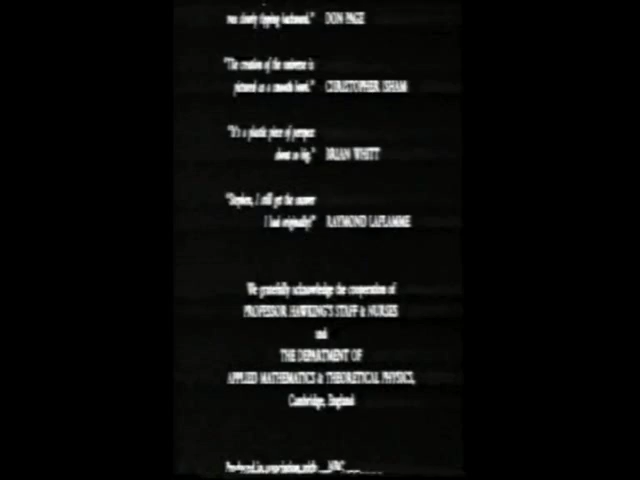 was slowly tipping backward." DON PAGE
"The creation of the universe is
pictured as a smooth bowl." CHRISTOPHER ISHAM
"It's a plastic piece of perspex
about so big." BRIAN WHITT
"Stephen, I still get the answer
I had originally!" RAYMOND LAFLAMME
We gratefully acknowledge the cooperation of
PROFESSOR HAWKING'S STAFF & NURSES
and
THE DEPARTMENT OF
APPLIED MATHEMATICS & THEORETICAL PHYSICS,
Cambridge, England
Produced in association with